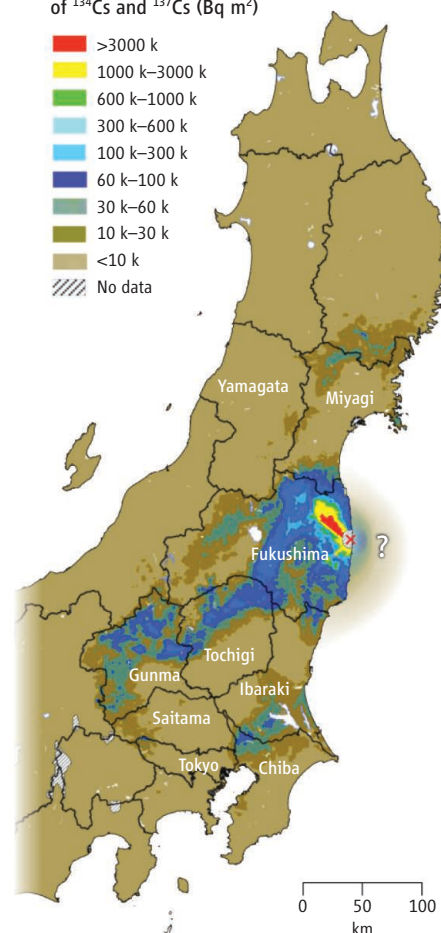 of ¹³⁴Cs and ¹³⁷Cs (Bq m²)
>3000 k
1000 k–3000 k
600 k–1000 k
300 k–600 k
100 k–300 k
60 k–100 k
30 k–60 k
10 k–30 k
<10 k
No data
Yamagata
Miyagi
?
Fukushima
Tochigi
Gunma
Ibaraki
Saitama
Tokyo
Chiba
0 50 100
km